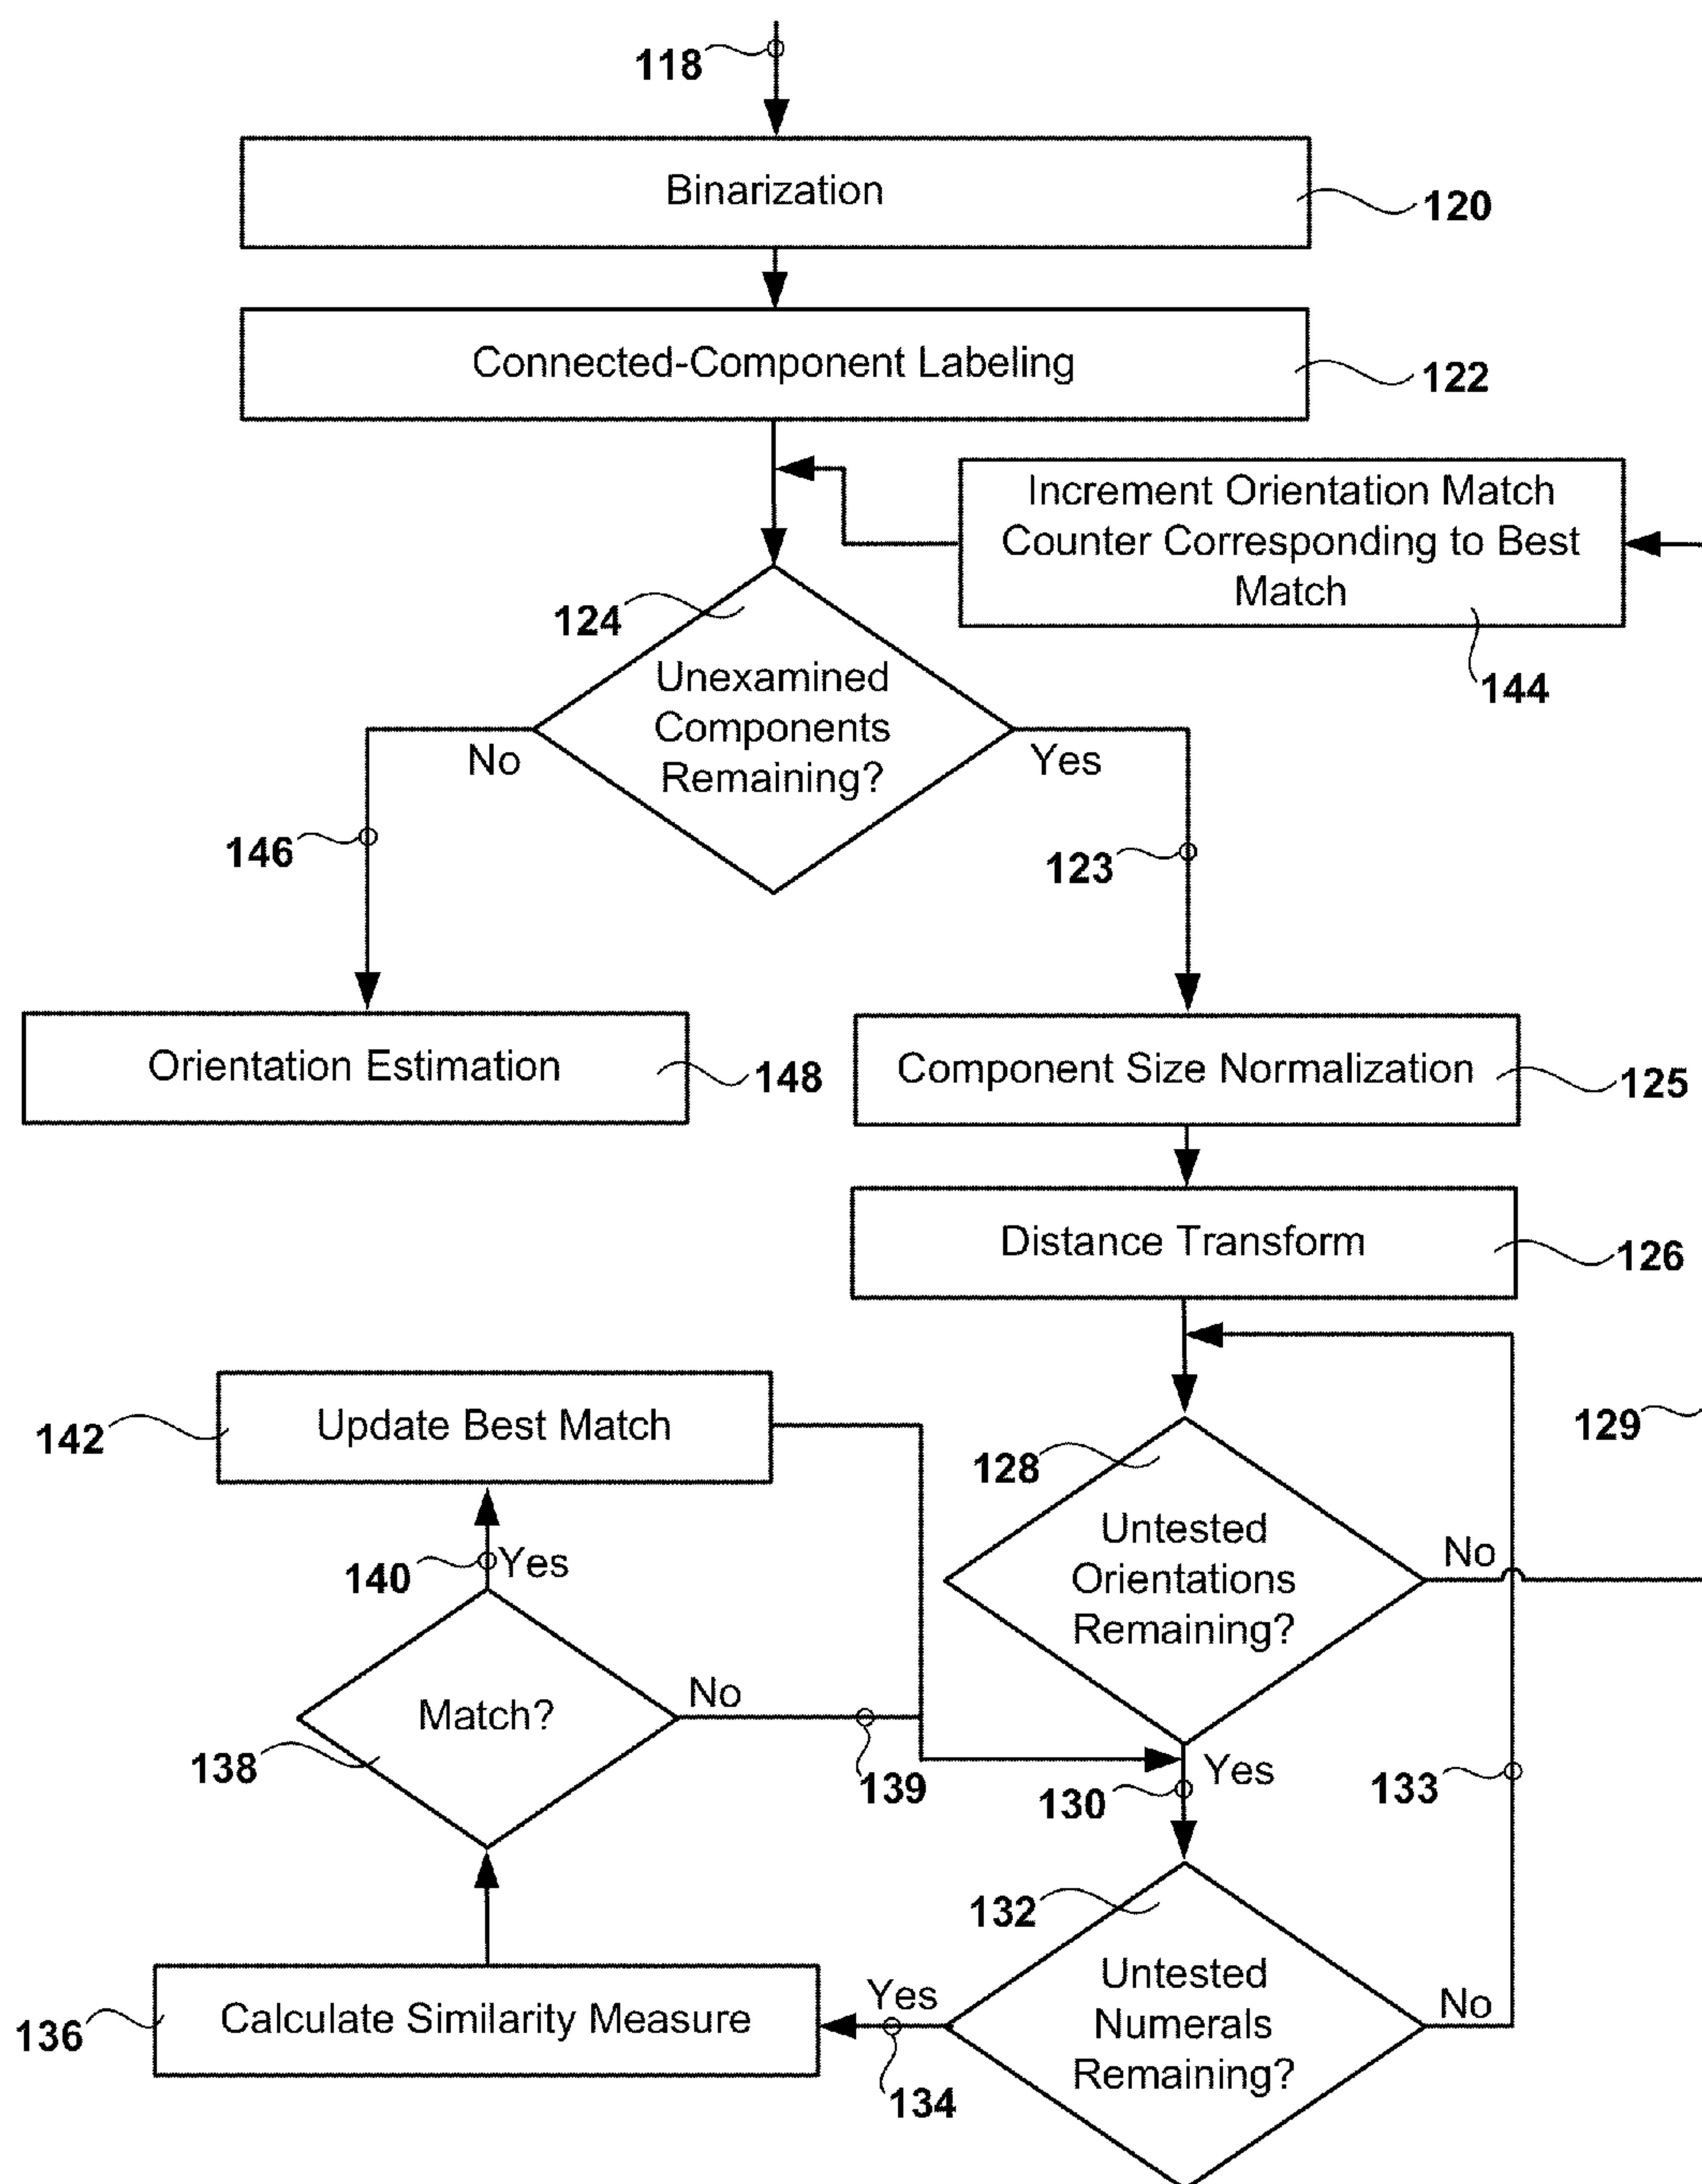 118
Binarization
120
Connected-Component Labeling
122
Increment Orientation Match
Counter Corresponding to Best
Match
144
124
Unexamined
Components
Remaining?
No
Yes
146
123
Orientation Estimation
148
Component Size Normalization
125
Distance Transform
126
Update Best Match
142
129
128
Untested
Orientations
Remaining?
No
140
Yes
Match?
No
138
139
Yes
130
133
132
Untested
Numerals
Remaining?
No
Yes
134
Calculate Similarity Measure
136